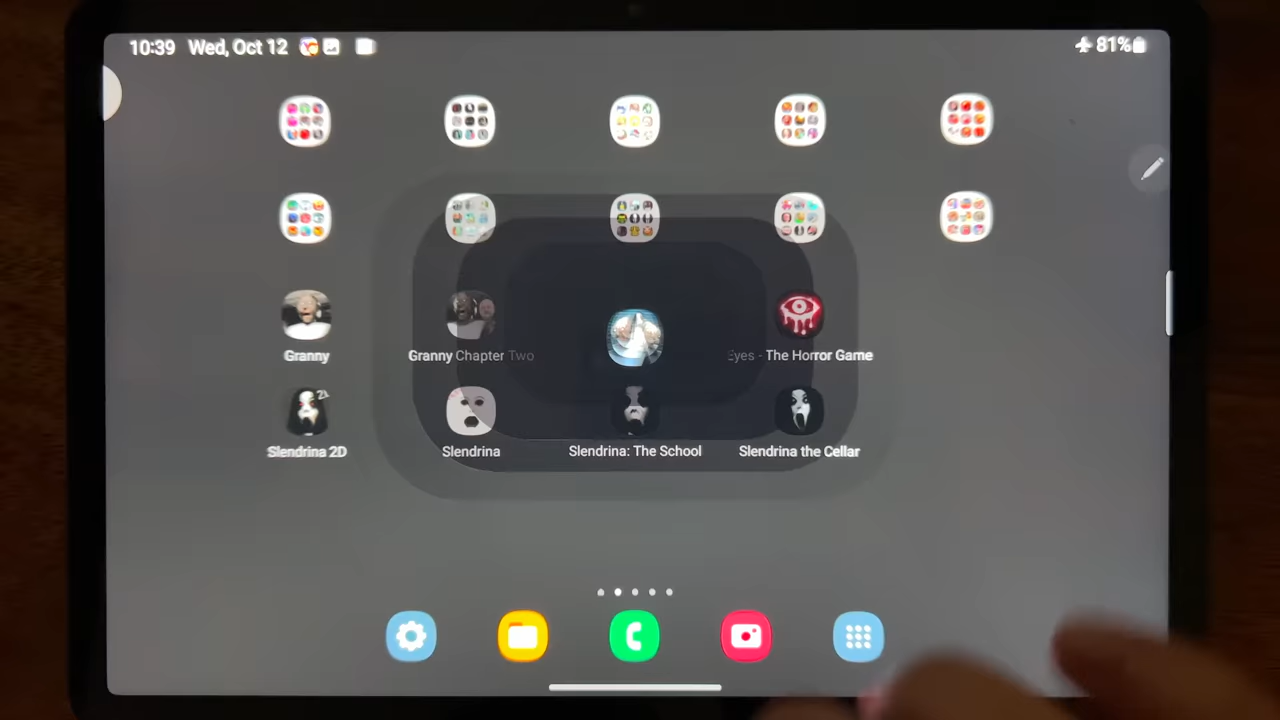 10:39 Wed, Oct 12
81%
Granny
Granny Chapter Two
Eyes - The Horror Game
Slendrina 2D
Slendrina
Slendrina: The School
Slendrina the Cellar